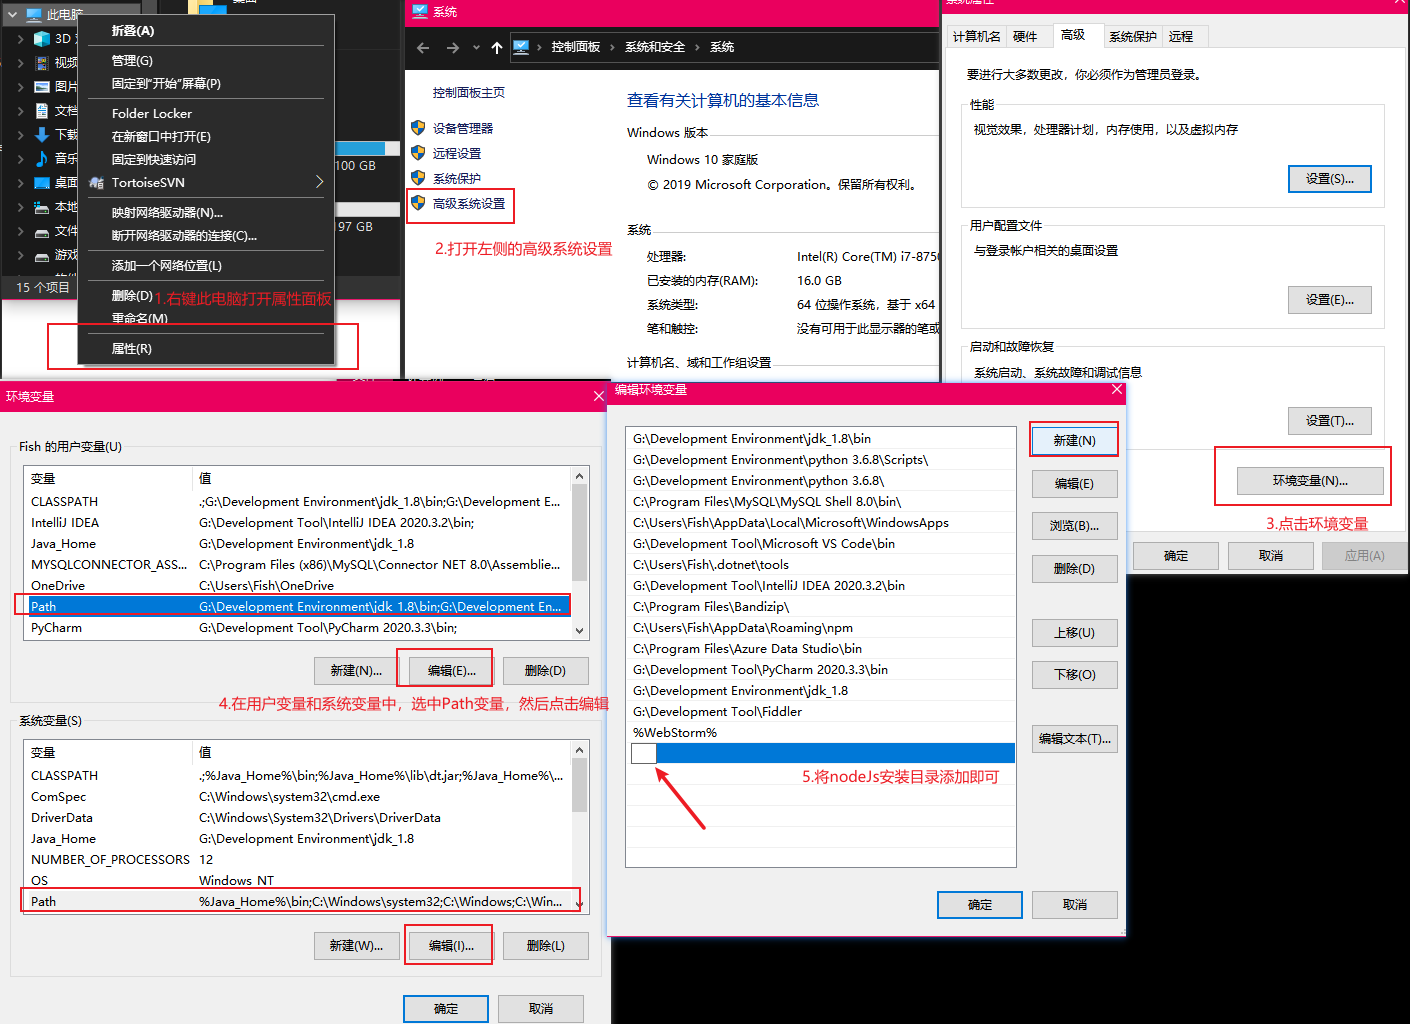 此电脑
3D
视频
图片
文档
下载
音乐
桌面
本地
文件
游戏
15 个项目
折叠(A)
管理(G)
固定到"开始"屏幕(P)
Folder Locker
在新窗口中打开(E)
固定到快速访问
TortoiseSVN
映射网络驱动器(N)...
断开网络驱动器的连接(C)...
添加一个网络位置(L)
删除(D)
重命名(M)
属性(R)
100 GB
97 GB
1.右键此电脑打开属性面板
系统
控制面板 系统和安全 系统
控制面板主页
设备管理器
远程设置
系统保护
高级系统设置
2.打开左侧的高级系统设置
查看有关计算机的基本信息
Windows 版本
Windows 10 家庭版
© 2019 Microsoft Corporation。保留所有权利。
系统
处理器: Intel(R) Core(TM) i7-875
已安装的内存(RAM): 16.0 GB
系统类型: 64 位操作系统，基于 x64
笔和触控: 没有可用于此显示器的笔或
计算机名、域和工作组设置
系统属性
计算机名 硬件 高级 系统保护 远程
要进行大多数更改，你必须作为管理员登录。
性能
视觉效果，处理器计划，内存使用，以及虚拟内存
设置(S)...
用户配置文件
与登录帐户相关的桌面设置
设置(E)...
启动和故障恢复
系统启动、系统故障和调试信息
设置(T)...
环境变量(N)...
3.点击环境变量
确定 取消 应用(A)
环境变量
Fish 的用户变量(U)
变量 值
CLASSPATH .;G:\Development Environment\jdk_1.8\bin;G:\Development E...
IntelliJ IDEA G:\Development Tool\IntelliJ IDEA 2020.3.2\bin;
Java_Home G:\Development Environment\jdk_1.8
MYSQLCONNECTOR_ASS... C:\Program Files (x86)\MySQL\Connector NET 8.0\Assemblie...
OneDrive C:\Users\Fish\OneDrive
Path G:\Development Environment\jdk_1.8\bin;G:\Development En...
PyCharm G:\Development Tool\PyCharm 2020.3.3\bin;
新建(N)... 编辑(E)... 删除(D)
4.在用户变量和系统变量中，选中Path变量，然后点击编辑
系统变量(S)
变量 值
CLASSPATH .;%Java_Home%\bin;%Java_Home%\lib\dt.jar;%Java_Home%\...
ComSpec C:\Windows\system32\cmd.exe
DriverData C:\Windows\System32\Drivers\DriverData
Java_Home G:\Development Environment\jdk_1.8
NUMBER_OF_PROCESSORS 12
OS Windows_NT
Path %Java_Home%\bin;C:\Windows\system32;C:\Windows;C:\Win...
新建(W)... 编辑(I)... 删除(L)
确定 取消
编辑环境变量
G:\Development Environment\jdk_1.8\bin
G:\Development Environment\python 3.6.8\Scripts\
G:\Development Environment\python 3.6.8\
C:\Program Files\MySQL\MySQL Shell 8.0\bin\
C:\Users\Fish\AppData\Local\Microsoft\WindowsApps
G:\Development Tool\Microsoft VS Code\bin
C:\Users\Fish\.dotnet\tools
G:\Development Tool\IntelliJ IDEA 2020.3.2\bin
C:\Program Files\Bandizip\
C:\Users\Fish\AppData\Roaming\npm
C:\Program Files\Azure Data Studio\bin
G:\Development Tool\PyCharm 2020.3.3\bin
G:\Development Environment\jdk_1.8
G:\Development Tool\Fiddler
%WebStorm%
5.将nodeJs安装目录添加即可
新建(N)
编辑(E)
浏览(B)...
删除(D)
上移(U)
下移(O)
编辑文本(T)...
确定 取消